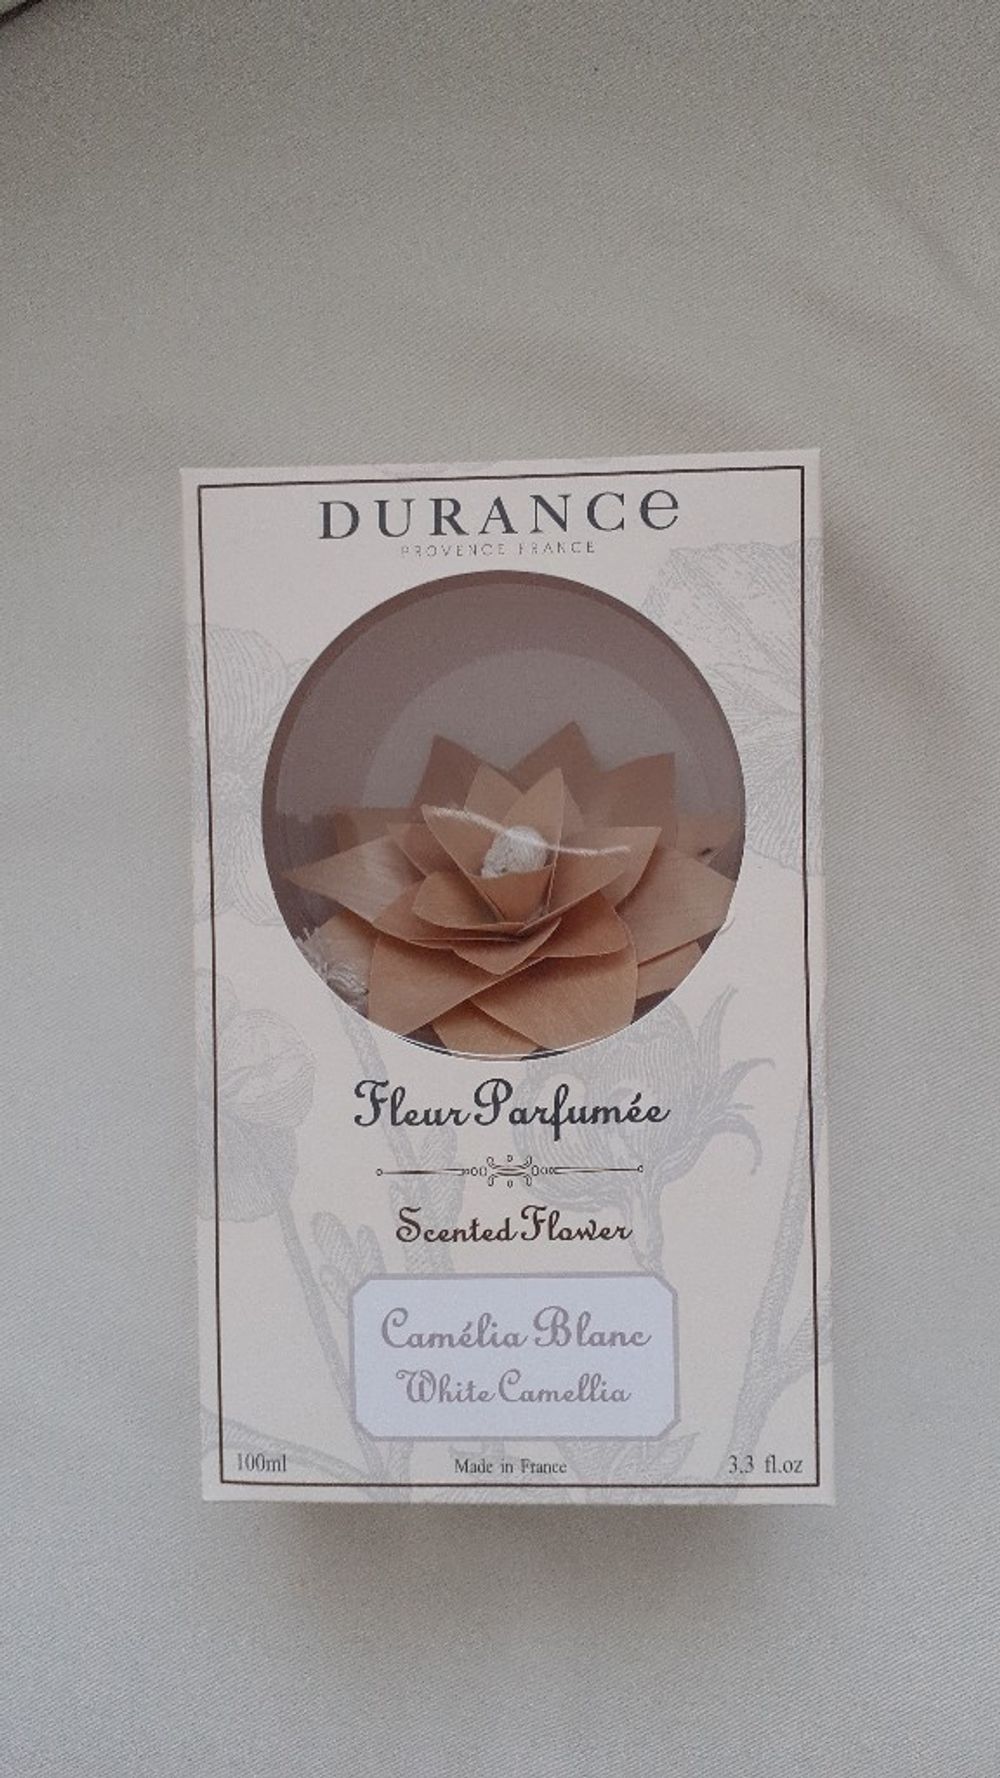 DURANCe
PROVENCE FRANCE
Fleur Parfumée
Scented Flower
Camélia Blanc
White Camellia
100ml Made in France 3.3 fl.oz